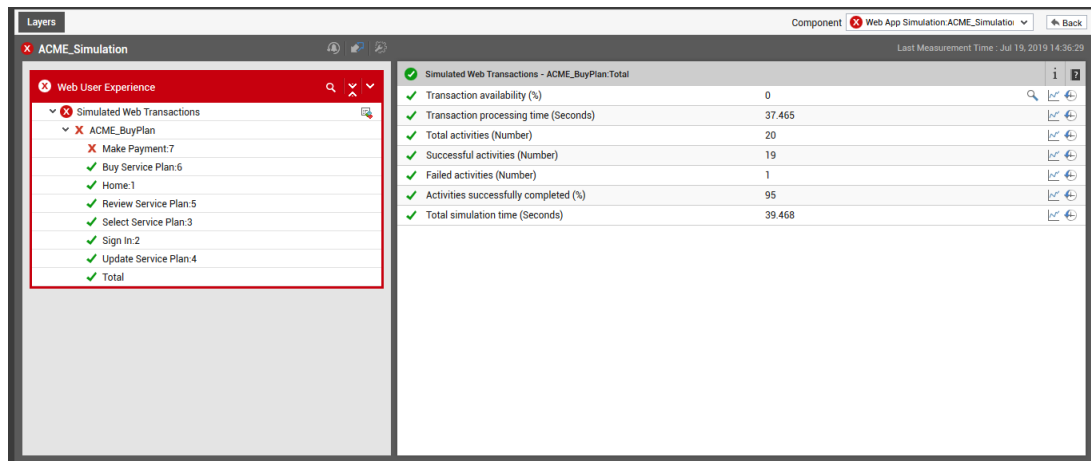 Layers
Component Web App Simulation:ACME_Simulation Back
ACME_Simulation
Last Measurement Time : Jul 19, 2019 14:36:29
Web User Experience
Simulated Web Transactions
ACME_BuyPlan
Make Payment:7
Buy Service Plan:6
Home:1
Review Service Plan:5
Select Service Plan:3
Sign In:2
Update Service Plan:4
Total
Simulated Web Transactions - ACME_BuyPlan:Total
Transaction availability (%) 0
Transaction processing time (Seconds) 37.465
Total activities (Number) 20
Successful activities (Number) 19
Failed activities (Number) 1
Activities successfully completed (%) 95
Total simulation time (Seconds) 39.468